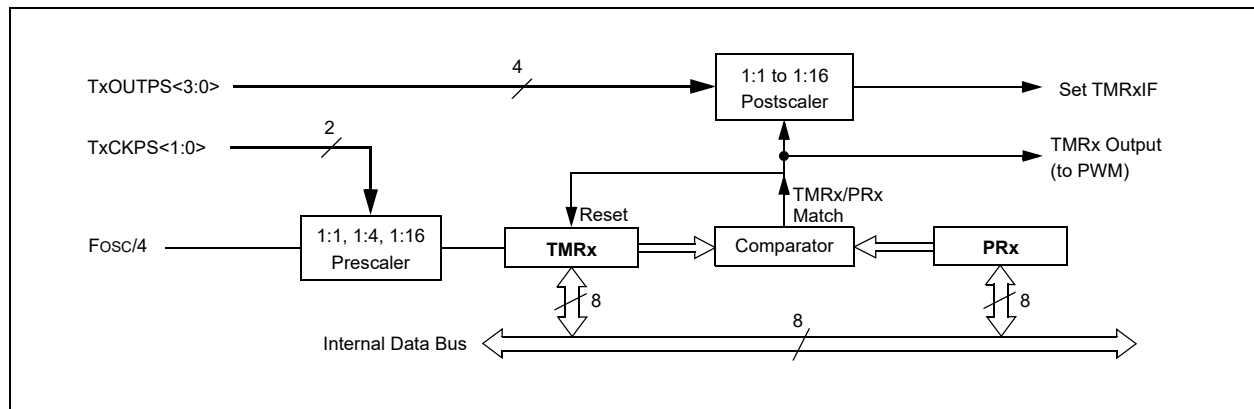 TxOUTPS<3:0>
4
1:1 to 1:16
Postscaler
Set TMRxIF
TxCKPS<1:0>
2
TMRx Output
(to PWM)
TMRx/PRx
Match
Reset
FOSC/4
1:1, 1:4, 1:16
Prescaler
TMRx
Comparator
PRx
8
8
8
Internal Data Bus